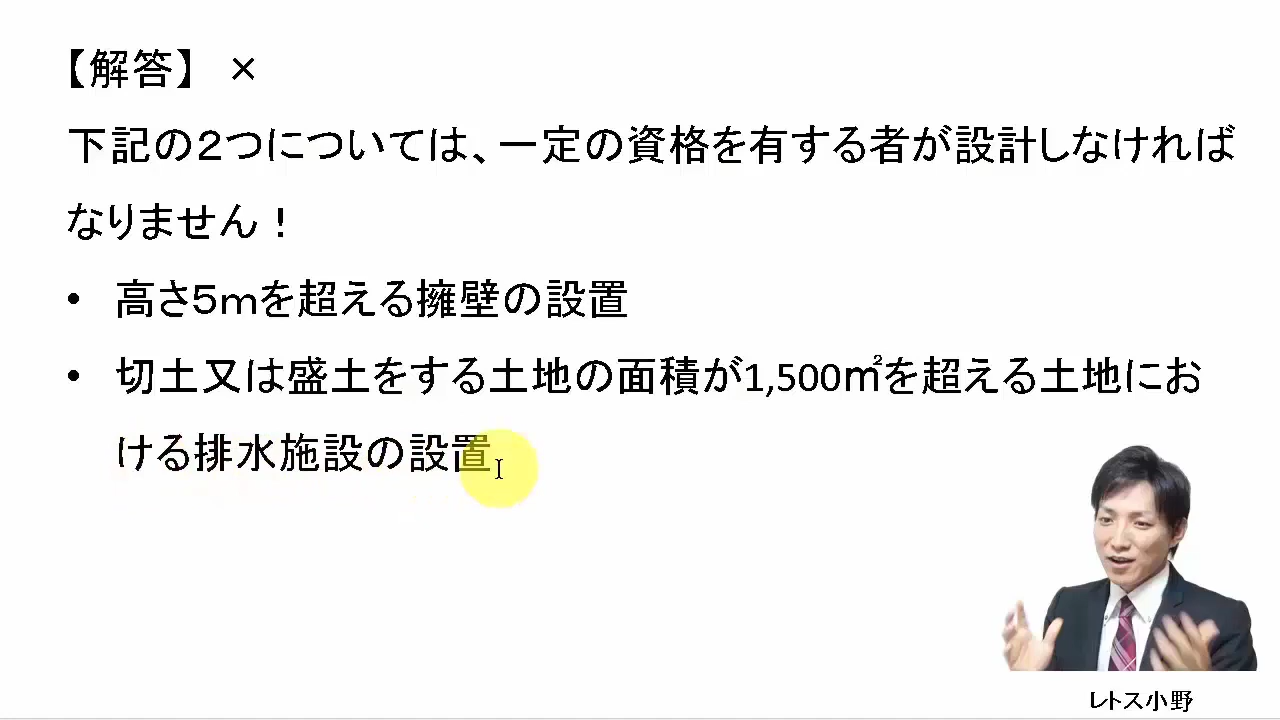 【解答】 ×
下記の２つについては、一定の資格を有する者が設計しなければ
なりません！
• 高さ５ｍを超える擁壁の設置
• 切土又は盛土をする土地の面積が1,500㎡を超える土地にお
ける排水施設の設置
レトス小野